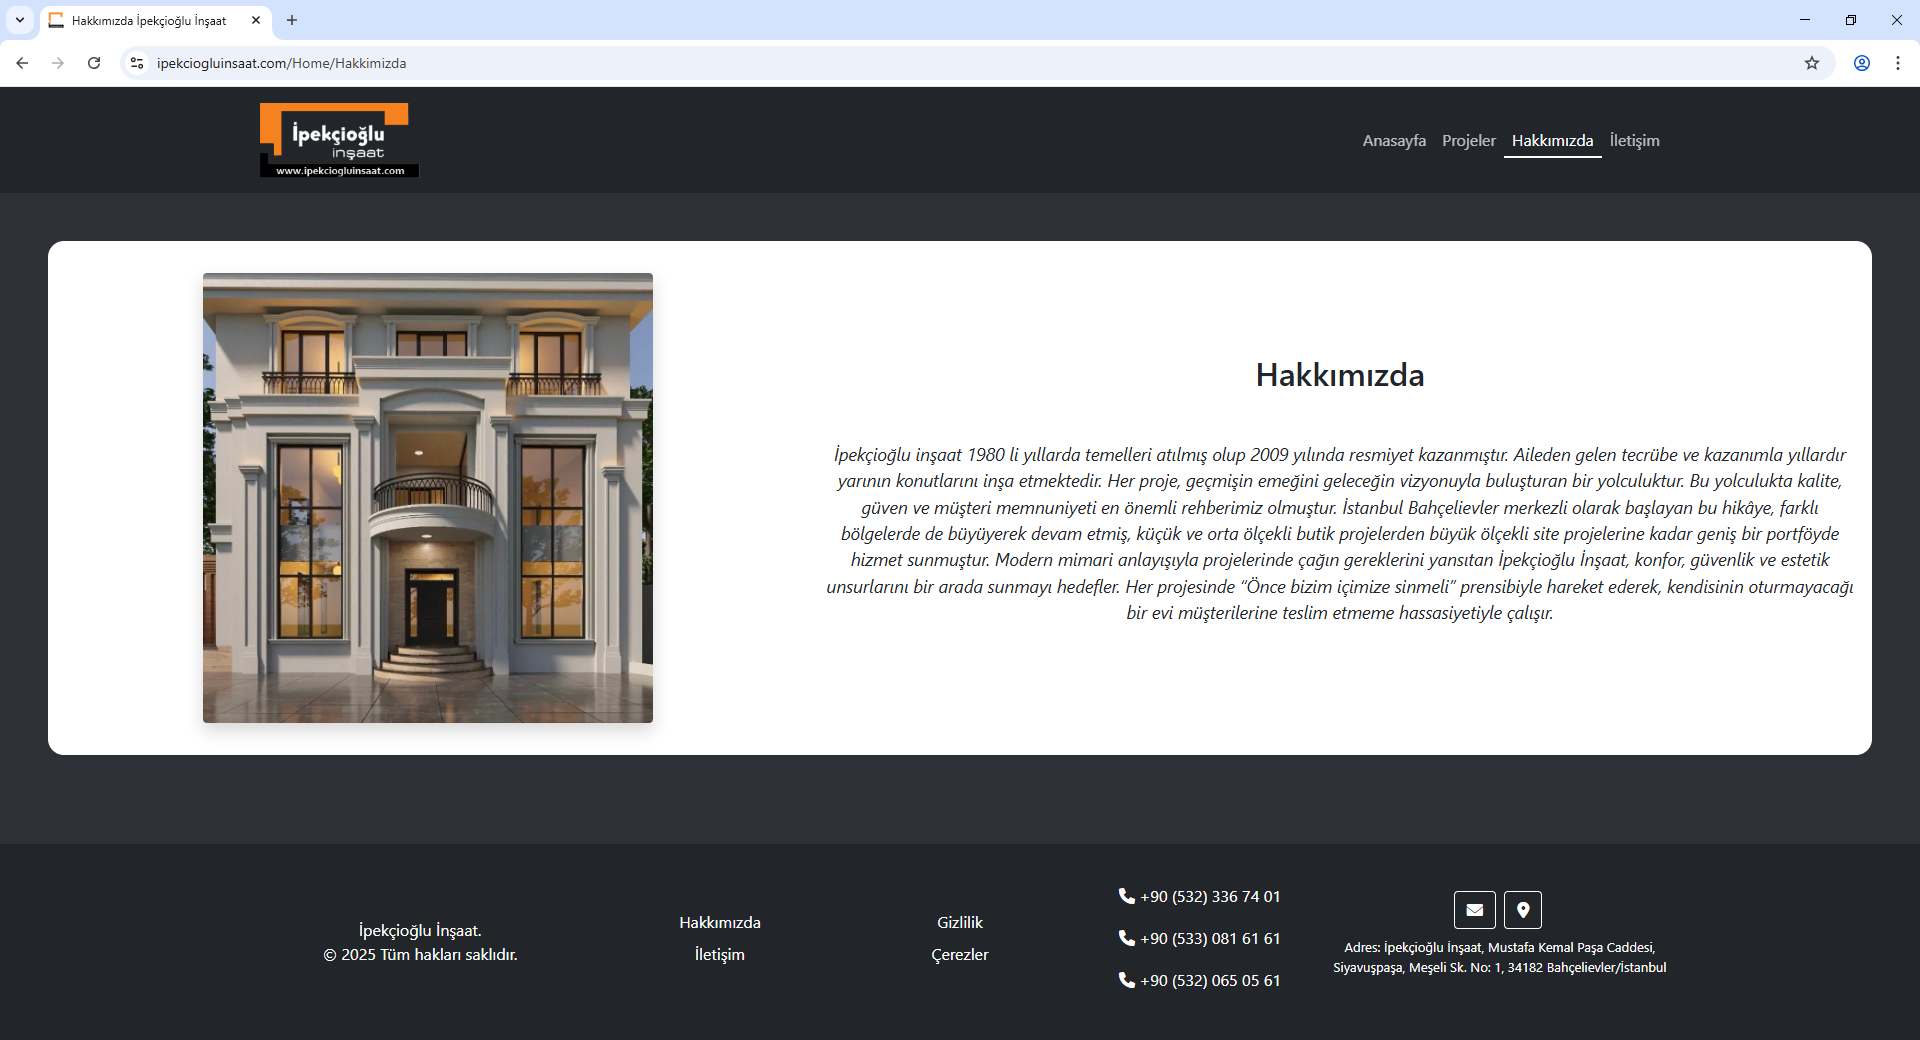 Hakkımızda İpekçioğlu İnşaat
ipekciogluinsaat.com/Home/Hakkimizda
İpekçioğlu
inşaat
www.ipekciogluinsaat.com
Anasayfa Projeler Hakkımızda İletişim
Hakkımızda
İpekçioğlu inşaat 1980 li yıllarda temelleri atılmış olup 2009 yılında resmiyet kazanmıştır. Aileden gelen tecrübe ve kazanımla yıllardır
yarının konutlarını inşa etmektedir. Her proje, geçmişin emeğini geleceğin vizyonuyla buluşturan bir yolculuktur. Bu yolculukta kalite,
güven ve müşteri memnuniyeti en önemli rehberimiz olmuştur. İstanbul Bahçelievler merkezli olarak başlayan bu hikâye, farklı
bölgelerde de büyüyerek devam etmiş, küçük ve orta ölçekli butik projelerden büyük ölçekli site projelerine kadar geniş bir portföyde
hizmet sunmuştur. Modern mimari anlayışıyla projelerinde çağın gereklerini yansıtan İpekçioğlu İnşaat, konfor, güvenlik ve estetik
unsurlarını bir arada sunmayı hedefler. Her projesinde “Önce bizim içimize sinmeli” prensibiyle hareket ederek, kendisinin oturmayacağı
bir evi müşterilerine teslim etmeme hassasiyetiyle çalışır.
İpekçioğlu İnşaat.
© 2025 Tüm hakları saklıdır.
Hakkımızda
İletişim
Gizlilik
Çerezler
+90 (532) 336 74 01
+90 (533) 081 61 61
+90 (532) 065 05 61
Adres: İpekçioğlu İnşaat, Mustafa Kemal Paşa Caddesi,
Siyavuşpaşa, Meşeli Sk. No: 1, 34182 Bahçelievler/İstanbul